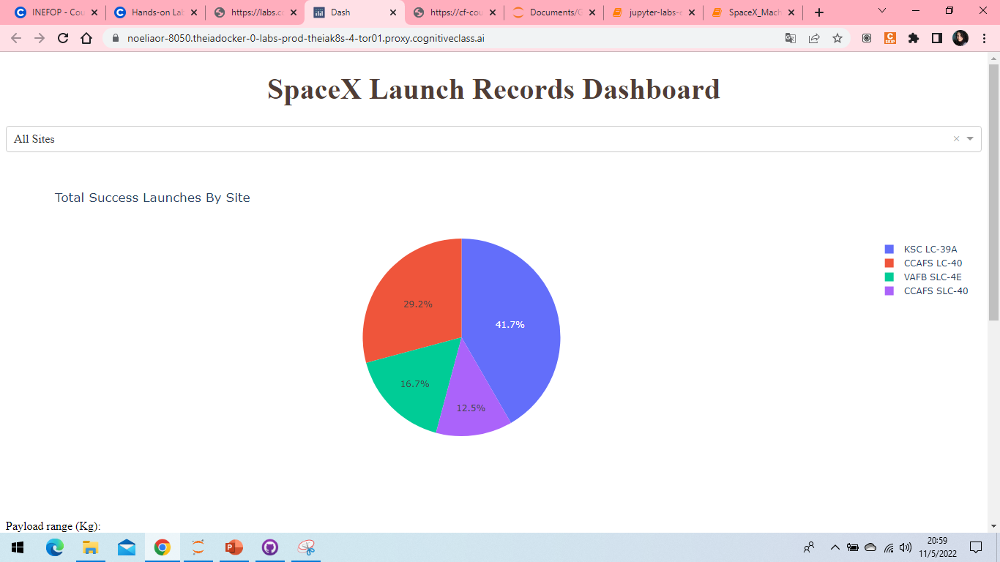 INEFOP - Cou
Hands-on Lab
https://labs.c
Dash
https://cf-cou
Documents/C
jupyter-labs-e
SpaceX_Mach
noeliaor-8050.theiadocker-0-labs-prod-theiak8s-4-tor01.proxy.cognitiveclass.ai
SpaceX Launch Records Dashboard
All Sites
Total Success Launches By Site
KSC LC-39A
CCAFS LC-40
VAFB SLC-4E
CCAFS SLC-40
29.2%
41.7%
16.7%
12.5%
Payload range (Kg):
20:59
11/5/2022